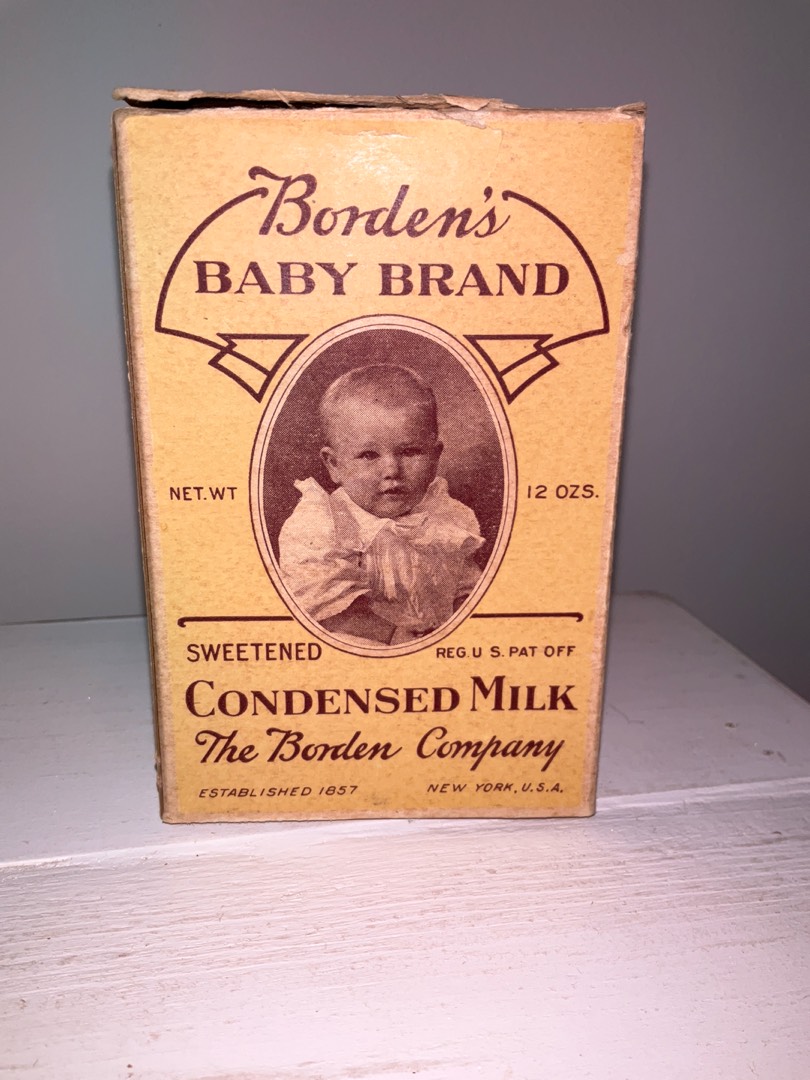 Borden's
BABY BRAND
NET. WT 12 OZS.
SWEETENED REG. U S. PAT OFF
CONDENSED MILK
The Borden Company
ESTABLISHED 1857 NEW YORK, U.S.A.